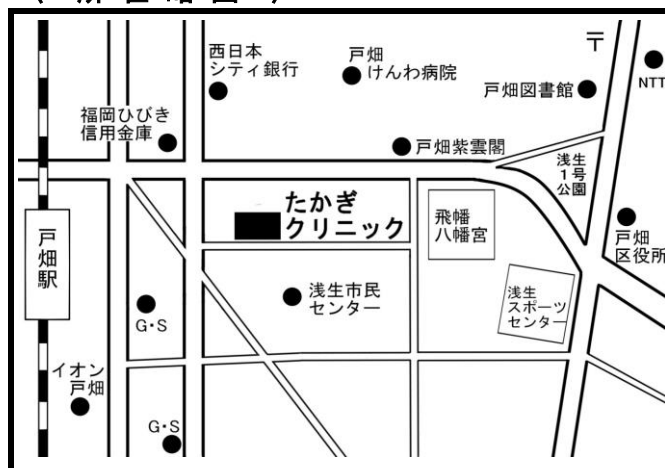 西日本
シティ銀行
戸畑
けんわ病院
〒
戸畑図書館
NTT
福岡ひびき
信用金庫
戸畑紫雲閣
浅生
1号
公園
たかぎ
クリニック
飛幡
八幡宮
戸畑
区役所
戸畑駅
浅生市民
センター
浅生
スポーツ
センター
G・S
イオン
戸畑
G・S